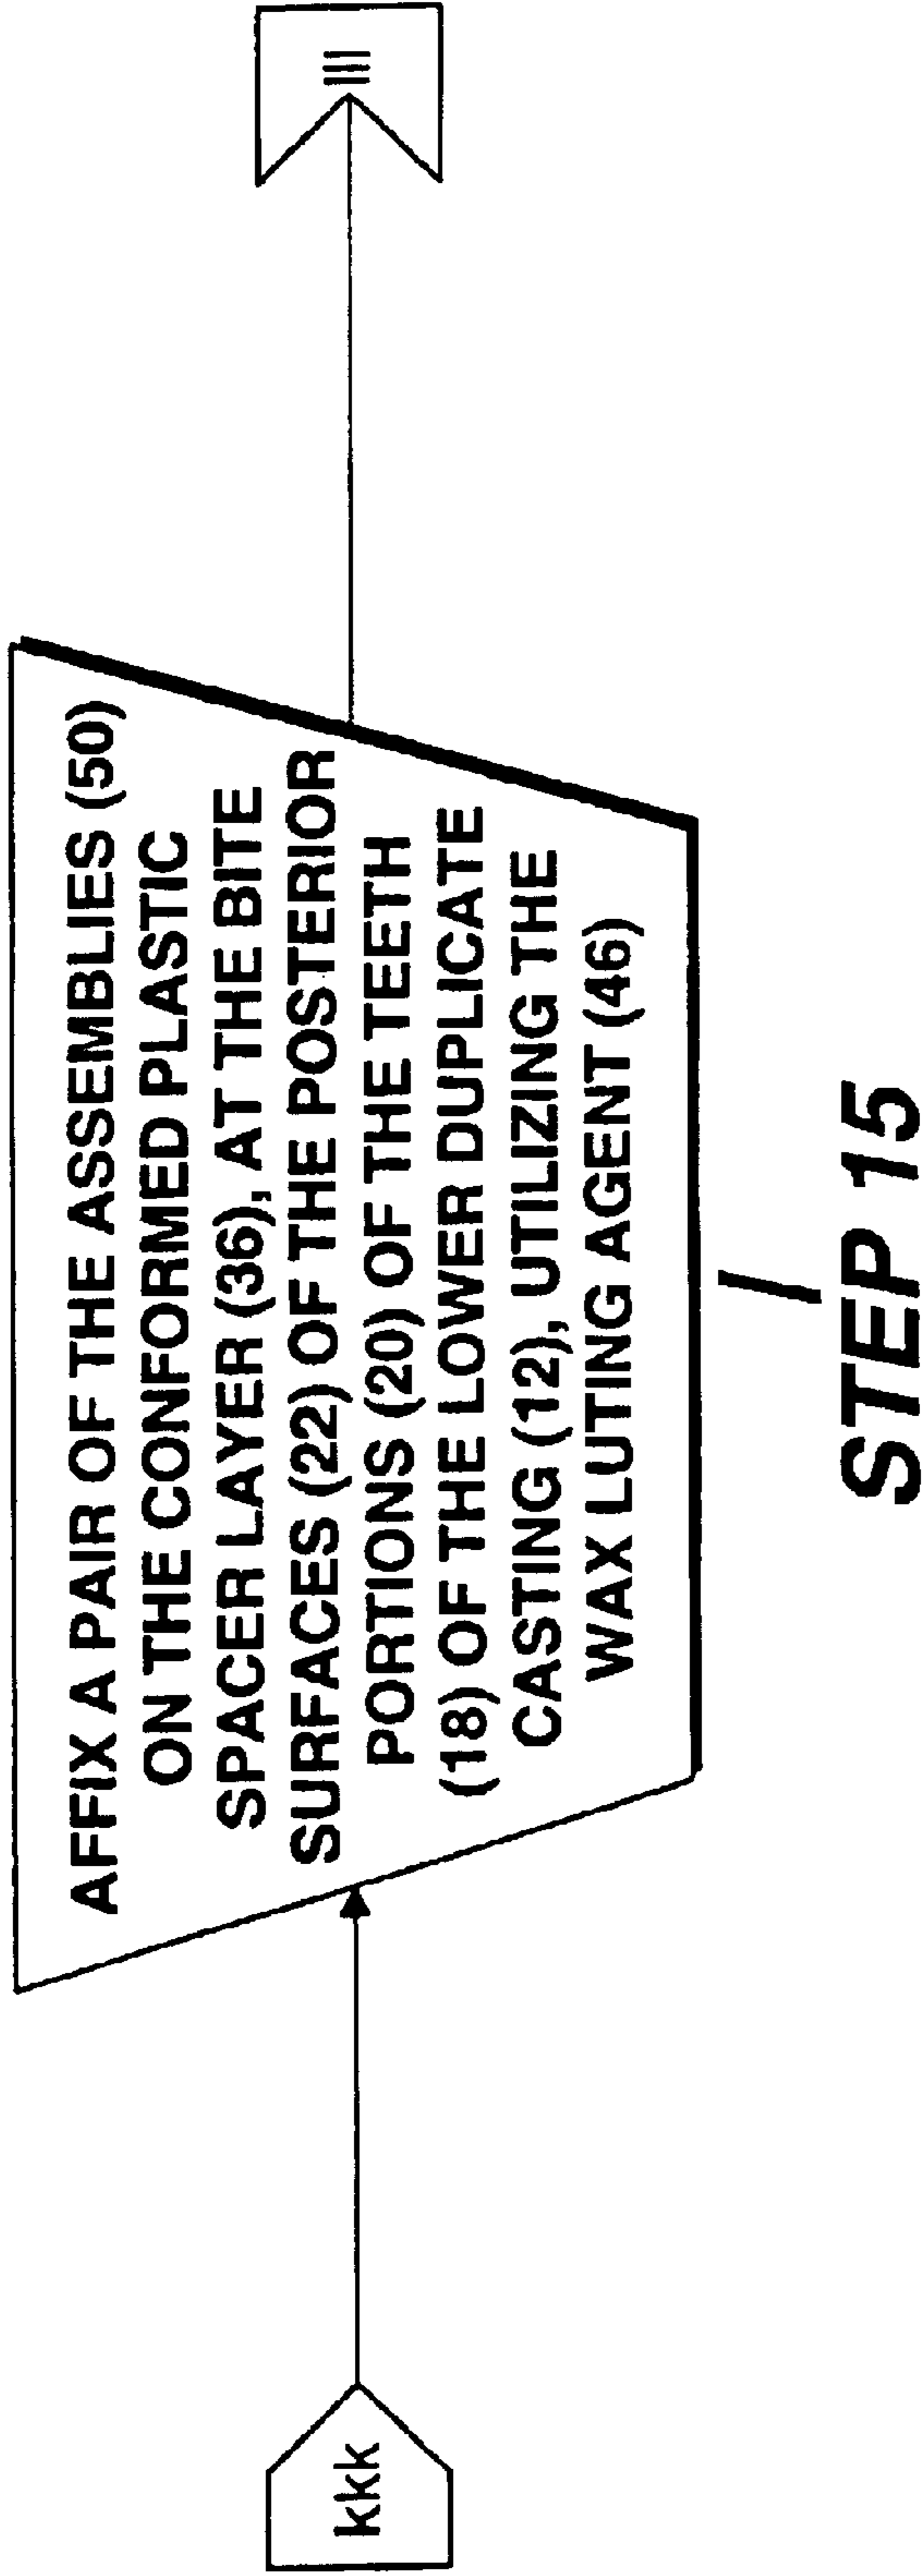 kkk
AFFIX A PAIR OF THE ASSEMBLIES (50)
ON THE CONFORMED PLASTIC
SPACER LAYER (36), AT THE BITE
SURFACES (22) OF THE POSTERIOR
PORTIONS (20) OF THE TEETH
(18) OF THE LOWER DUPLICATE
CASTING (12), UTILIZING THE
WAX LUTING AGENT (46)
lll
STEP 15